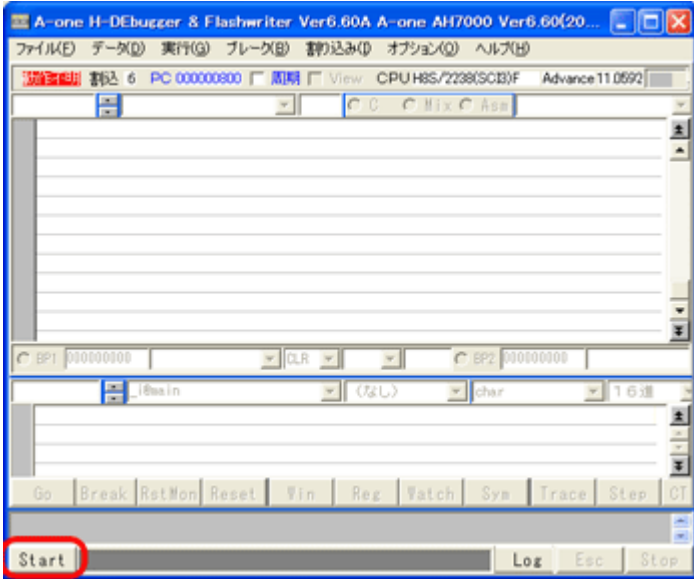 A-one H-DEbugger & Flashwriter Ver6.60A A-one AH7000 Ver6.60(20...
ファイル(F) データ(D) 実行(G) ブレーク(B) 割り込み(I) オプション(O) ヘルプ(H)
割込 6 PC 000000800 周期 View CPU H8S/2238(SCI3)F Advance 11.0592
C Mix Asm
BP1 000000000 CLR BP2 000000000
_i@main (なし) char 16進
Go Break RstMon Reset Win Reg Watch Sym Trace Step CT
Start Log Esc Stop